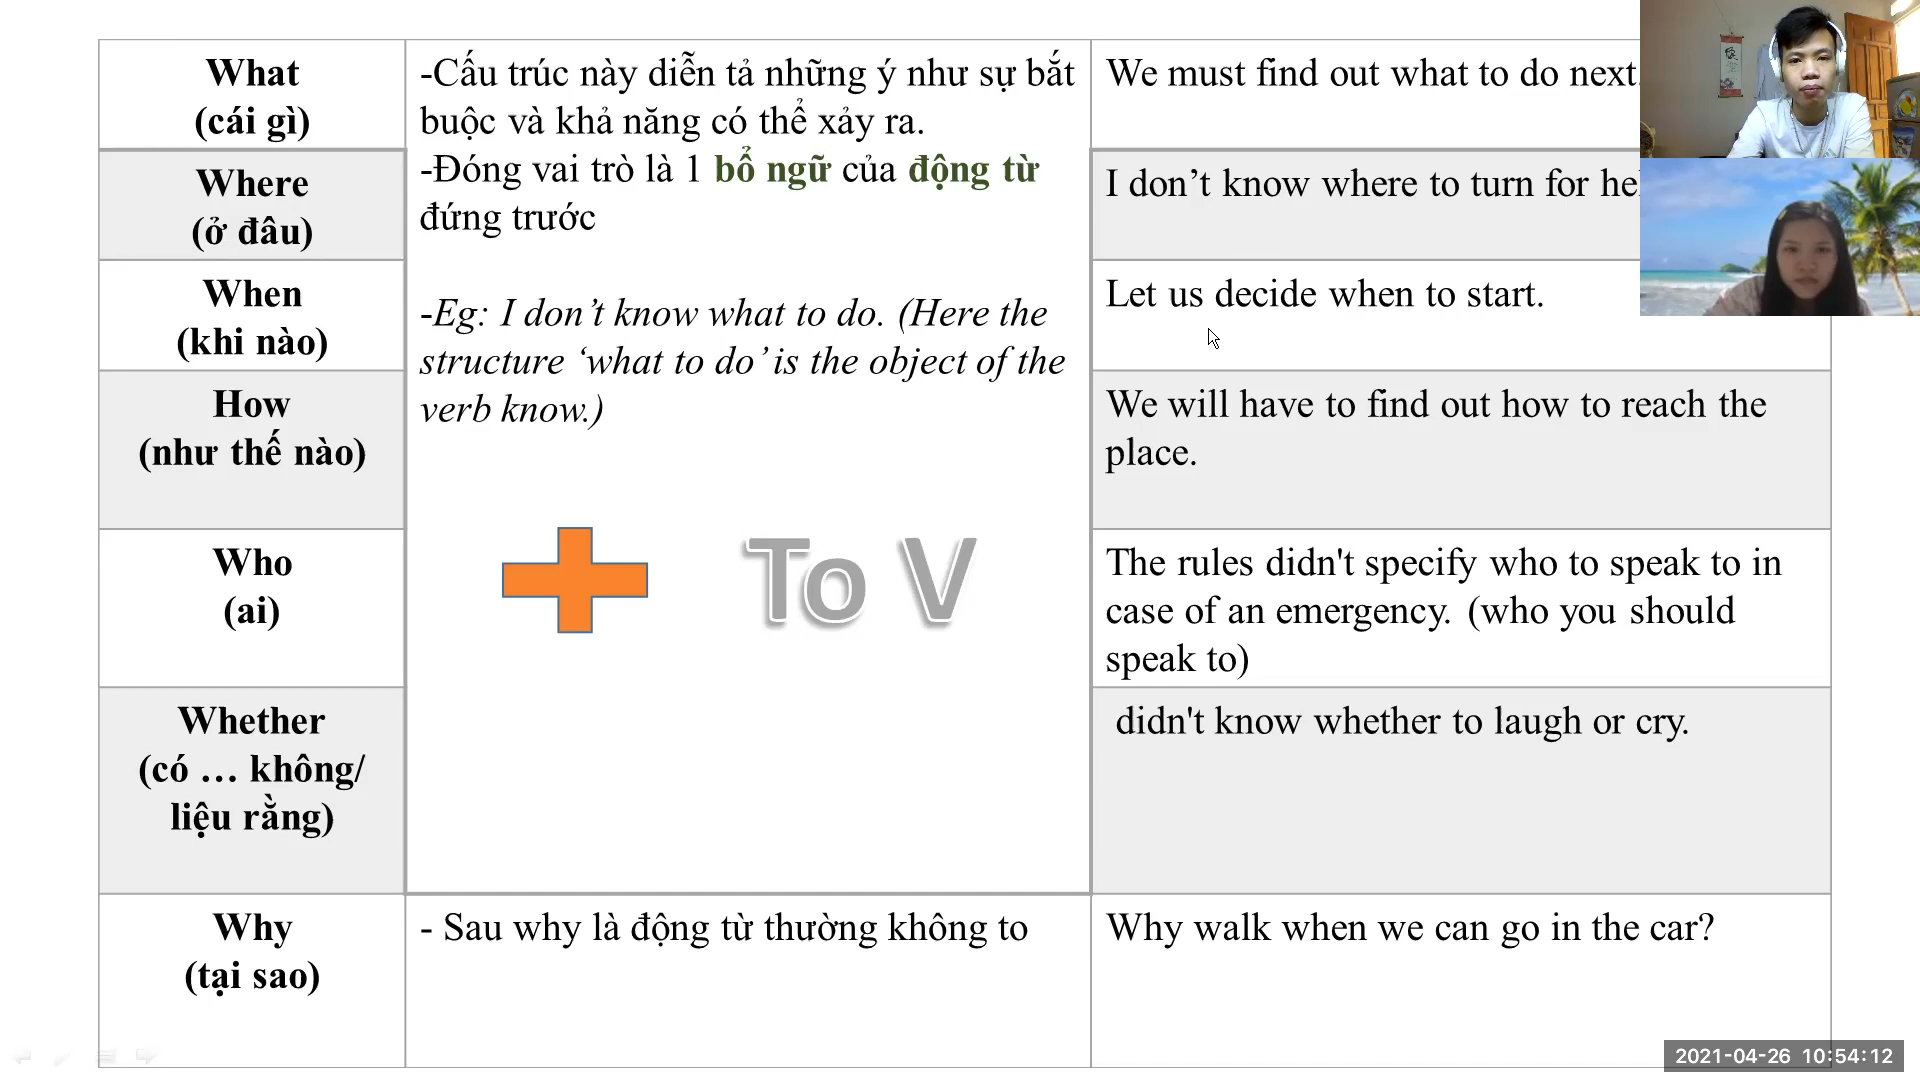 What
(cái gì)
-Cấu trúc này diễn tả những ý như sự bắt
buộc và khả năng có thể xảy ra.
-Đóng vai trò là 1 bổ ngữ của động từ
đứng trước
-Eg: I don’t know what to do. (Here the
structure ‘what to do’ is the object of the
verb know.)
To V
We must find out what to do next.
Where
(ở đâu)
I don’t know where to turn for
When
(khi nào)
Let us decide when to start.
How
(như thế nào)
We will have to find out how to reach the
place.
Who
(ai)
The rules didn't specify who to speak to in
case of an emergency. (who you should
speak to)
Whether
(có … không/
liệu rằng)
didn't know whether to laugh or cry.
Why
(tại sao)
- Sau why là động từ thường không to
Why walk when we can go in the car?
2021-04-26 10:54:12